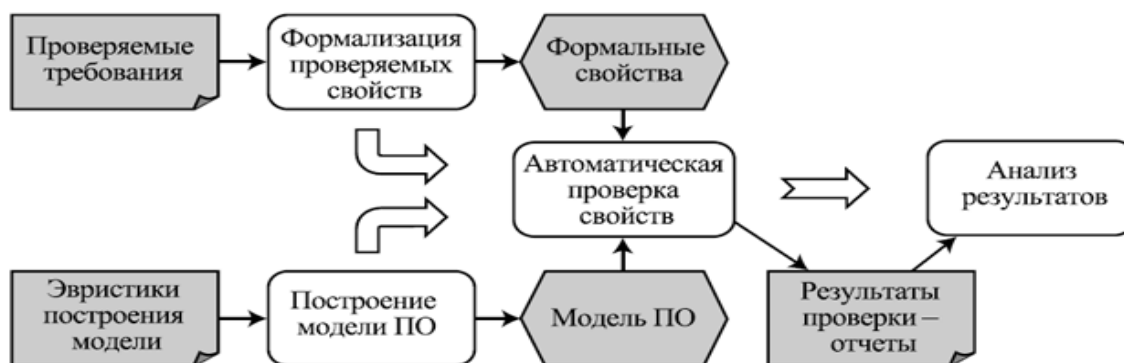 Проверяемые
требования
Формализация
проверяемых
свойств
Формальные
свойства
Автоматическая
проверка
свойств
Анализ
результатов
Эвристики
построения
модели
Построение
модели ПО
Модель ПО
Результаты
проверки –
отчеты